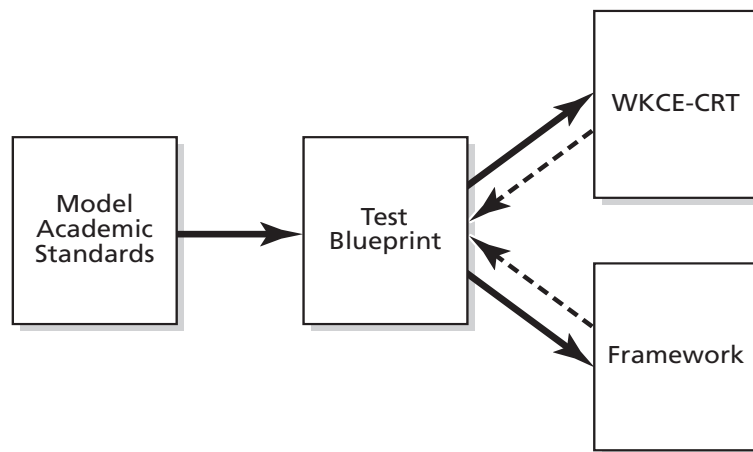 Model
Academic
Standards
Test
Blueprint
WKCE-CRT
Framework